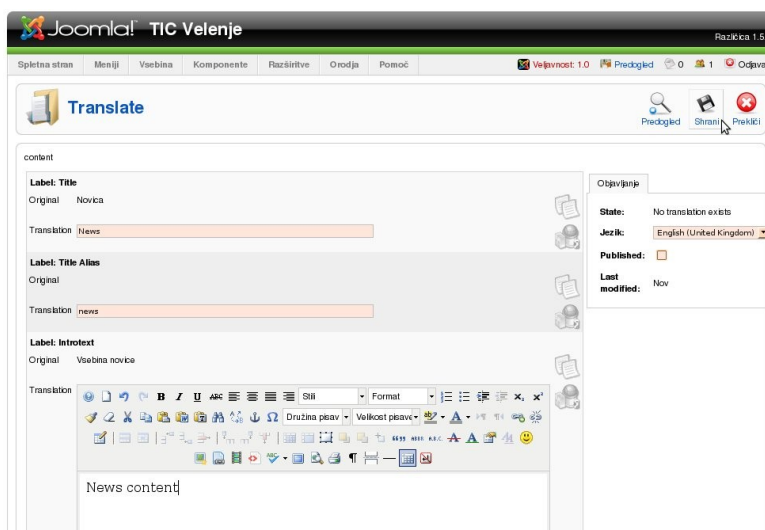 Joomla! TIC Velenje
Različica 1.5
Spletna stran Meniji Vsebina Komponente Razširitve Orodja Pomoč Veljavnost: 1.0 Predogled 0 1 Odjava
Translate
Predogled Shrani Prekliči
content
Label: Title
Original Novica
Translation News
Label: Title Alias
Original
Translation news
Label: Introtext
Original Vsebina novice
Translation
B I U ABC Stili Format
Družina pisav Velikost pisave
News content
Objavljanje
State: No translation exists
Jezik: English (United Kingdom)
Published:
Last modified: Nov